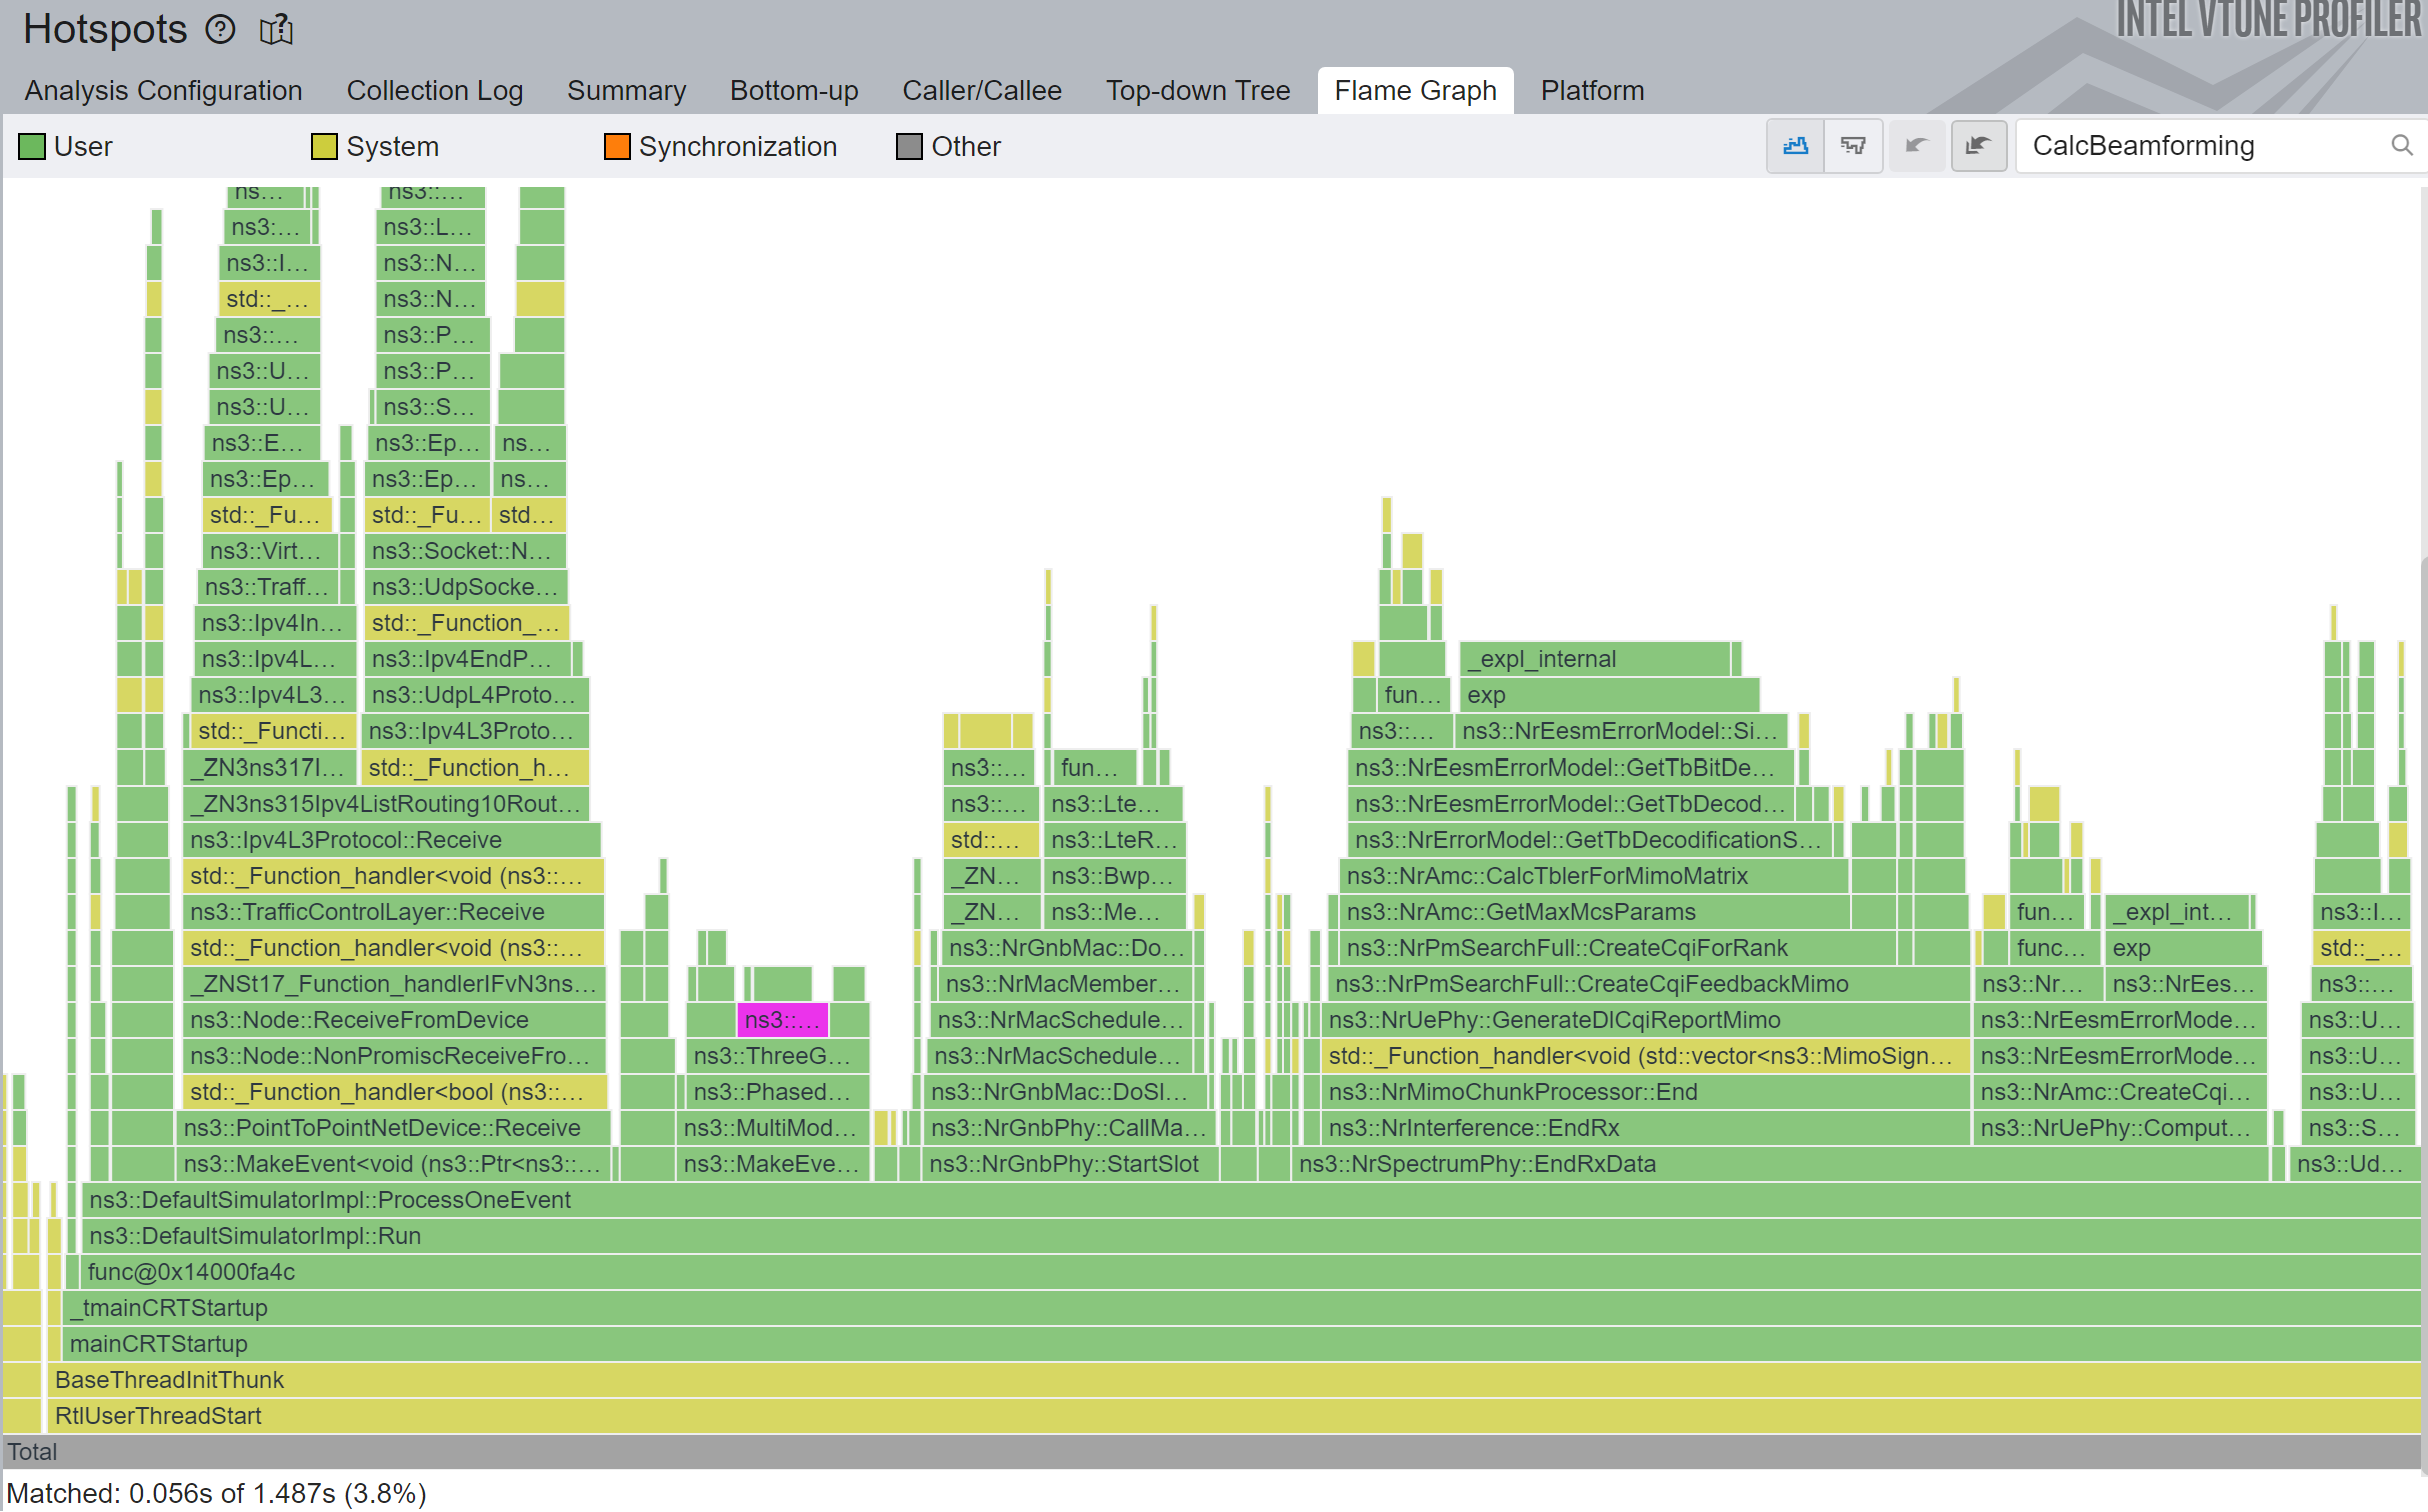 Hotspots
INTEL VTUNE PROFILER
Analysis Configuration Collection Log Summary Bottom-up Caller/Callee Top-down Tree Flame Graph Platform
User System Synchronization Other CalcBeamforming
ns... ns3::...
ns3:... ns3::L...
ns3::I... ns3::N...
std::_... ns3::N...
ns3::... ns3::P...
ns3::U... ns3::P...
ns3::U... ns3::S...
ns3::E... ns3::Ep... ns...
ns3::Ep... ns3::Ep... ns...
std::_Fu... std::_Fu... std...
ns3::Virt... ns3::Socket::N...
ns3::Traff... ns3::UdpSocke...
ns3::Ipv4In... std::_Function_...
ns3::Ipv4L... ns3::Ipv4EndP... _expl_internal
ns3::Ipv4L3... ns3::UdpL4Proto... fun... exp
std::_Functi... ns3::Ipv4L3Proto... ns3::... ns3::NrEesmErrorModel::Si...
_ZN3ns317I... std::_Function_h... ns3::... fun... ns3::NrEesmErrorModel::GetTbBitDe...
_ZN3ns315Ipv4ListRouting10Rout... ns3::... ns3::Lte... ns3::NrEesmErrorModel::GetTbDecod...
ns3::Ipv4L3Protocol::Receive std::... ns3::LteR... ns3::NrErrorModel::GetTbDecodificationS...
std::_Function_handler<void (ns3::... _ZN... ns3::Bwp... ns3::NrAmc::CalcTblerForMimoMatrix
ns3::TrafficControlLayer::Receive _ZN... ns3::Me... ns3::NrAmc::GetMaxMcsParams fun... _expl_int... ns3::I...
std::_Function_handler<void (ns3::... ns3::NrGnbMac::Do... ns3::NrPmSearchFull::CreateCqiForRank func... exp std::_...
_ZNSt17_Function_handlerIFvN3ns... ns3::NrMacMember... ns3::NrPmSearchFull::CreateCqiFeedbackMimo ns3::Nr... ns3::NrEes... ns3::...
ns3::Node::ReceiveFromDevice ns3::... ns3::NrMacSchedule... ns3::NrUePhy::GenerateDlCqiReportMimo ns3::NrEesmErrorMode... ns3::U...
ns3::Node::NonPromiscReceiveFro... ns3::ThreeG... ns3::NrMacSchedule... std::_Function_handler<void (std::vector<ns3::MimoSign... ns3::NrEesmErrorMode... ns3::U...
std::_Function_handler<bool (ns3::... ns3::Phased... ns3::NrGnbMac::DoSl... ns3::NrMimoChunkProcessor::End ns3::NrAmc::CreateCqi... ns3::U...
ns3::PointToPointNetDevice::Receive ns3::MultiMod... ns3::NrGnbPhy::CallMa... ns3::NrInterference::EndRx ns3::NrUePhy::Comput... ns3::S...
ns3::MakeEvent<void (ns3::Ptr<ns3::... ns3::MakeEve... ns3::NrGnbPhy::StartSlot ns3::NrSpectrumPhy::EndRxData ns3::Ud...
ns3::DefaultSimulatorImpl::ProcessOneEvent
ns3::DefaultSimulatorImpl::Run
func@0x14000fa4c
_tmainCRTStartup
mainCRTStartup
BaseThreadInitThunk
RtlUserThreadStart
Total
Matched: 0.056s of 1.487s (3.8%)